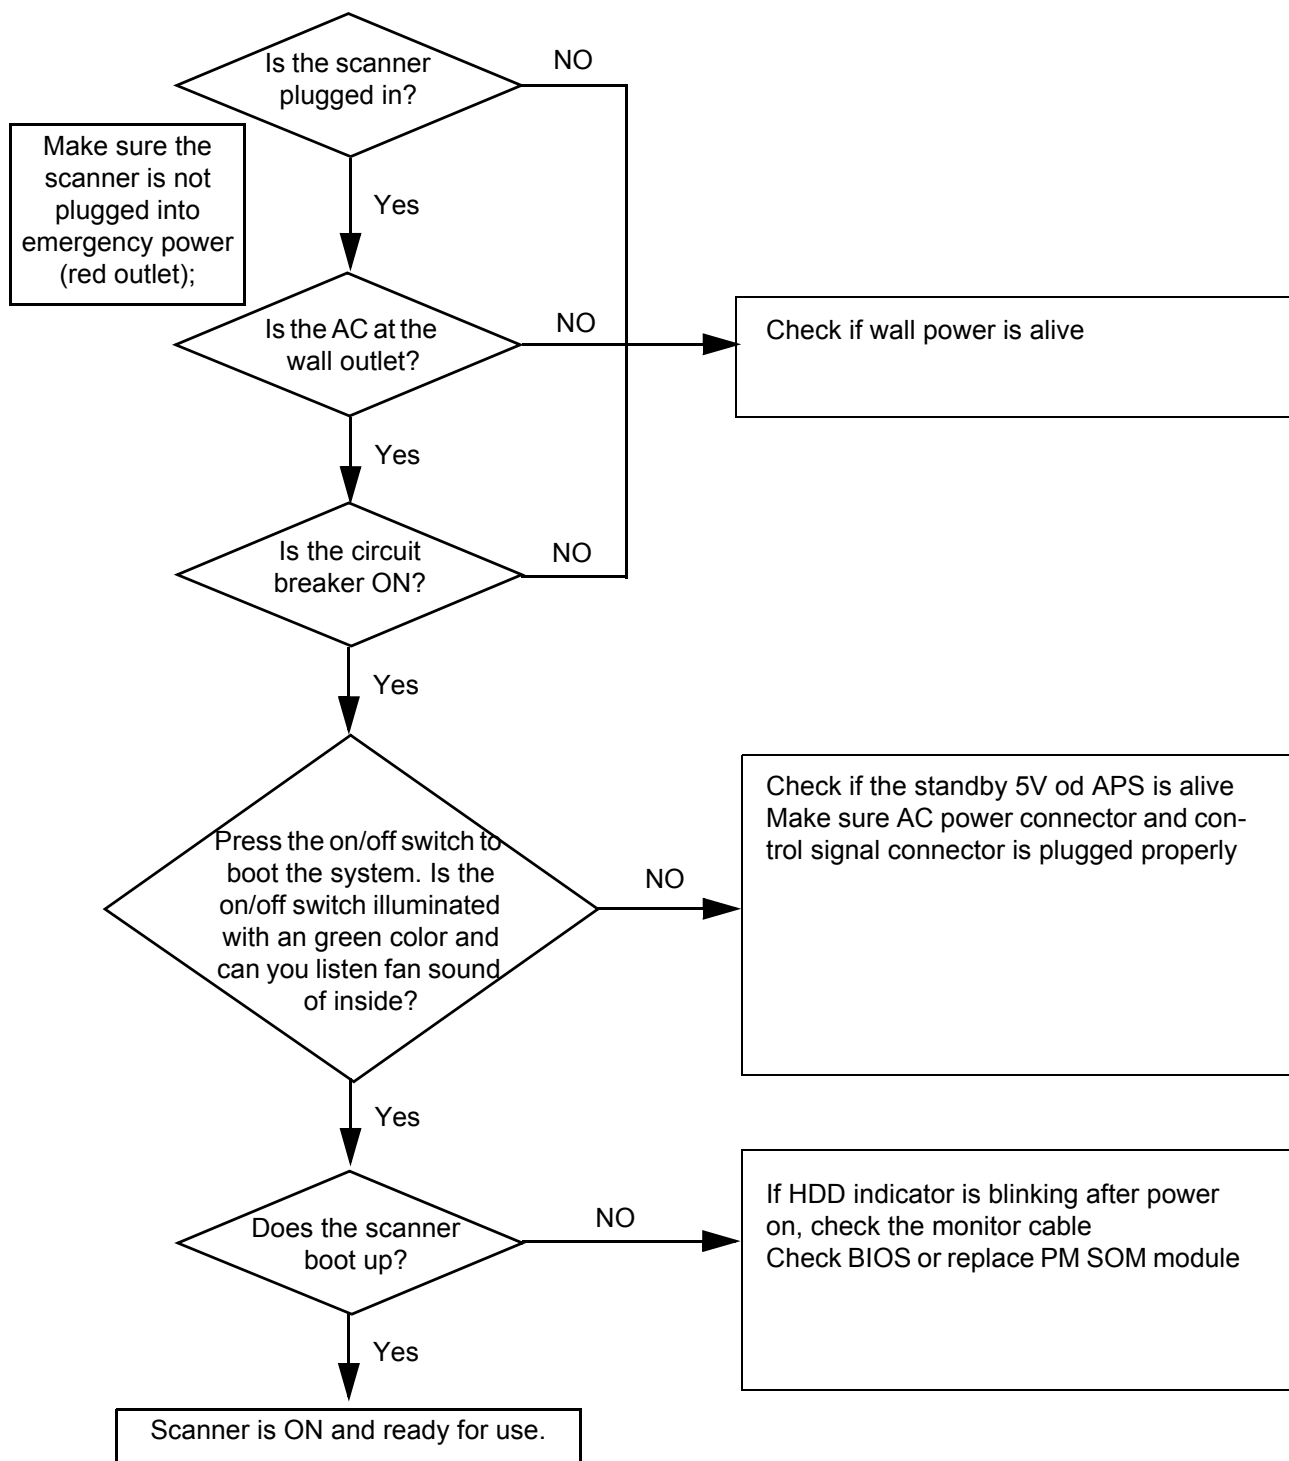 Is the scanner
plugged in?
NO
Make sure the
scanner is not
plugged into
emergency power
(red outlet);
Yes
Is the AC at the
wall outlet?
NO
Check if wall power is alive
Yes
Is the circuit
breaker ON?
NO
Yes
Press the on/off switch to
boot the system. Is the
on/off switch illuminated
with an green color and
can you listen fan sound
of inside?
NO
Check if the standby 5V od APS is alive
Make sure AC power connector and con-
trol signal connector is plugged properly
Yes
Does the scanner
boot up?
NO
If HDD indicator is blinking after power
on, check the monitor cable
Check BIOS or replace PM SOM module
Yes
Scanner is ON and ready for use.